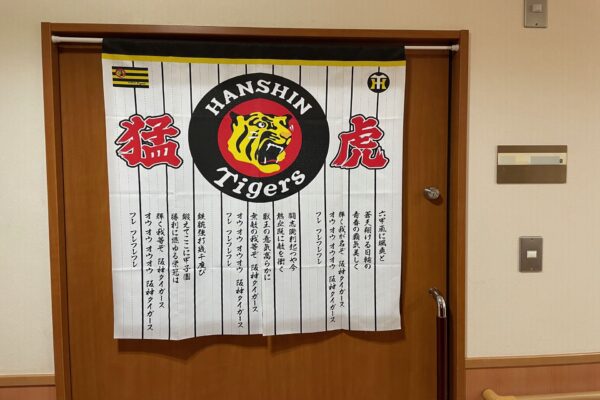 HANSHIN
Tigers
猛虎
六甲颪に颯爽と
蒼天翔ける日輪の
青春の覇気美しく
輝く我が名ぞ 阪神タイガース
オウ オウ オウオウ 阪神タイガース
フレ フレフレフレ
闘志溌剌起つや今
熱血既に敵を衝く
獣王の意気高らかに
無敵の我等ぞ 阪神タイガース
オウ オウ オウオウ 阪神タイガース
フレ フレフレフレ
鉄腕強打幾千度び
鍛えてここに甲子園
勝利に燃ゆる栄冠は
輝く我等ぞ 阪神タイガース
オウ オウ オウオウ 阪神タイガース
フレ フレフレフレ